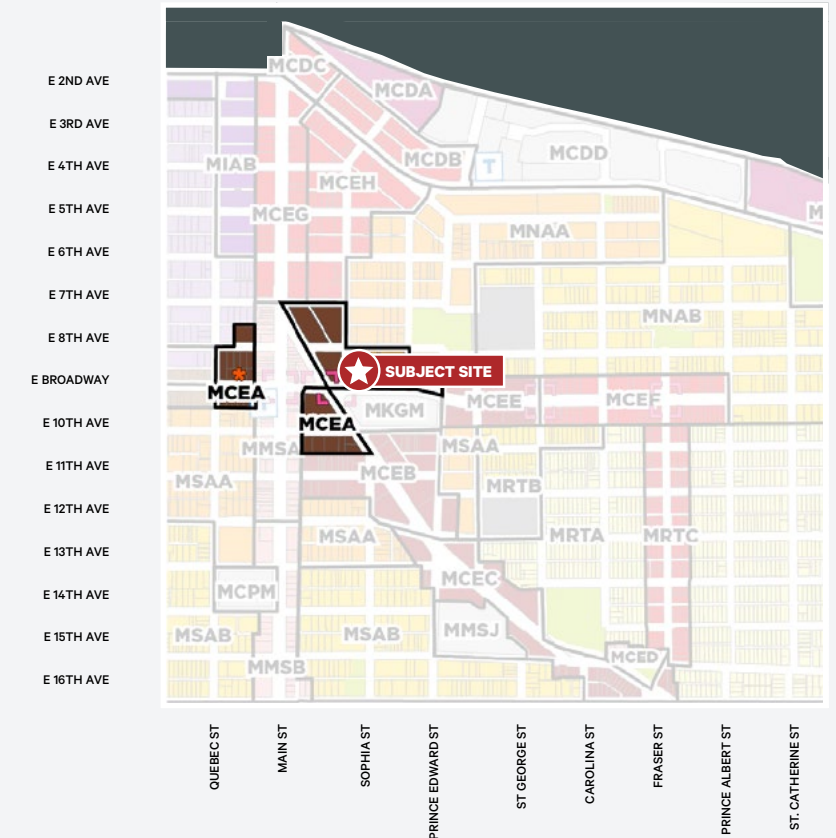 E 2ND AVE
E 3RD AVE
E 4TH AVE
E 5TH AVE
E 6TH AVE
E 7TH AVE
E 8TH AVE
E BROADWAY
E 10TH AVE
E 11TH AVE
E 12TH AVE
E 13TH AVE
E 14TH AVE
E 15TH AVE
E 16TH AVE
MCDC
MCDA
MCDB
T
MCDD
MIAB
MCEH
MCEG
M
MNAA
MNAB
SUBJECT SITE
MCEA
MCEA
MKGM
MCEE
MCEF
MMSA
MSAA
MSAA
MCEB
MRTB
MSAA
MRTA
MRTC
MCPM
MCEC
MSAB
MSAB
MMSJ
MMSB
MCED
QUEBEC ST
MAIN ST
SOPHIA ST
PRINCE EDWARD ST
ST GEORGE ST
CAROLINA ST
FRASER ST
PRINCE ALBERT ST
ST. CATHERINE ST